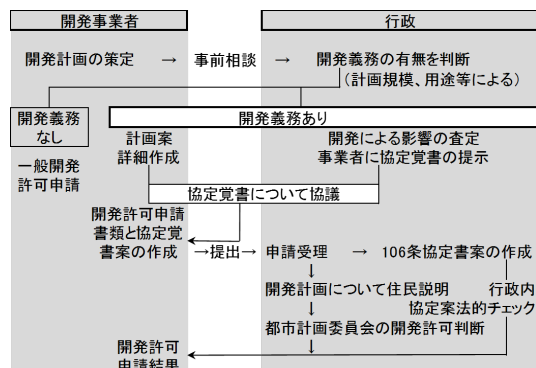 開発事業者
行政
開発計画の策定 → 事前相談 → 開発義務の有無を判断
(計画規模、用途等による)
開発義務
なし
開発義務あり
一般開発
許可申請
計画案
詳細作成
開発による影響の査定
事業者に協定覚書の提示
協定覚書について協議
開発許可申請
書類と協定覚
書案の作成
→提出→ 申請受理 → 106条協定書案の作成
↓
開発計画について住民説明
行政内
協定案法的チェック
↓
都市計画委員会の開発許可判断
↓
開発許可
申請結果